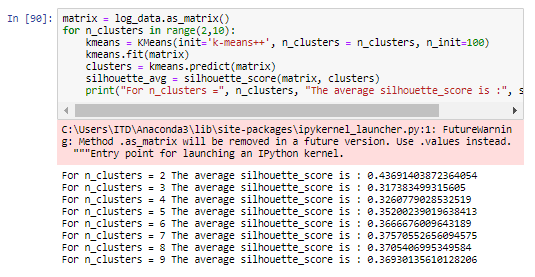 In [90]: matrix = log_data.as_matrix()
for n_clusters in range(2,10):
kmeans = KMeans(init='k-means++', n_clusters = n_clusters, n_init=100)
kmeans.fit(matrix)
clusters = kmeans.predict(matrix)
silhouette_avg = silhouette_score(matrix, clusters)
print("For n_clusters =", n_clusters, "The average silhouette_score is :", s
C:\Users\ITD\Anaconda3\lib\site-packages\ipykernel_launcher.py:1: FutureWarnin
g: Method .as_matrix will be removed in a future version. Use .values instead.
"""Entry point for launching an IPython kernel.
For n_clusters = 2 The average silhouette_score is : 0.43691403872364054
For n_clusters = 3 The average silhouette_score is : 0.317383499315605
For n_clusters = 4 The average silhouette_score is : 0.3260779028532519
For n_clusters = 5 The average silhouette_score is : 0.35200239019638413
For n_clusters = 6 The average silhouette_score is : 0.3666676009643189
For n_clusters = 7 The average silhouette_score is : 0.37570552656094575
For n_clusters = 8 The average silhouette_score is : 0.3705406995349584
For n_clusters = 9 The average silhouette_score is : 0.36930135610128206